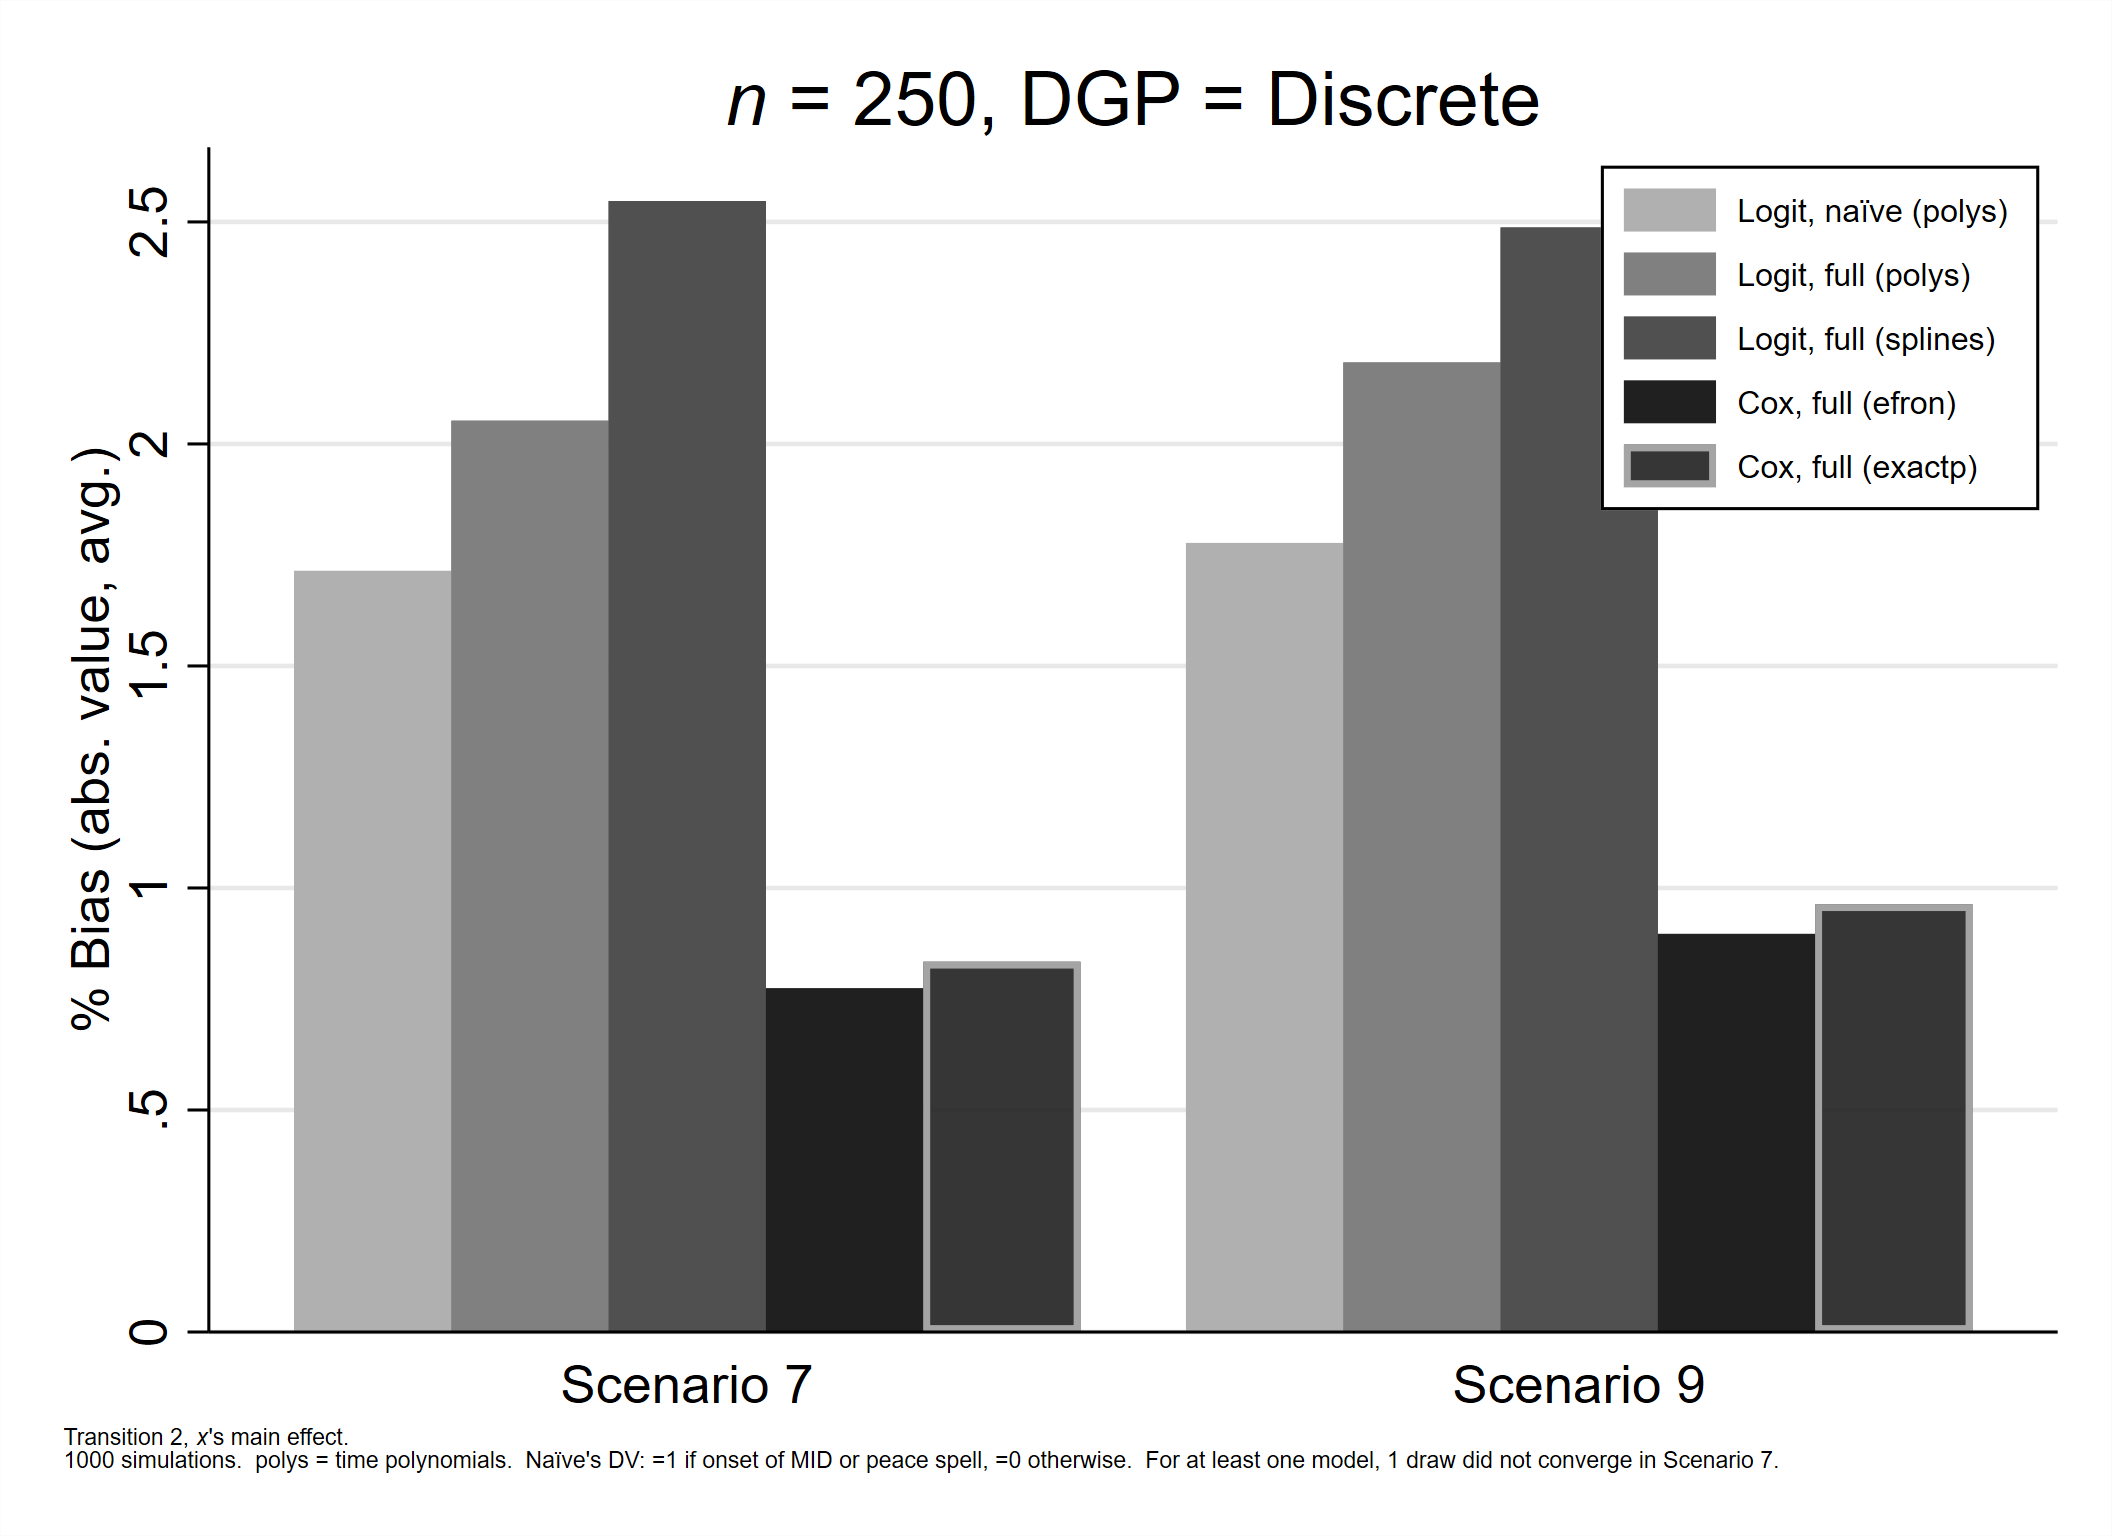 n = 250, DGP = Discrete
% Bias (abs. value, avg.)
2.5
2
1.5
1
.5
0
Logit, naïve (polys)
Logit, full (polys)
Logit, full (splines)
Cox, full (efron)
Cox, full (exactp)
Scenario 7
Scenario 9
Transition 2, x's main effect.
1000 simulations.  polys = time polynomials.  Naïve's DV: =1 if onset of MID or peace spell, =0 otherwise.  For at least one model, 1 draw did not converge in Scenario 7.